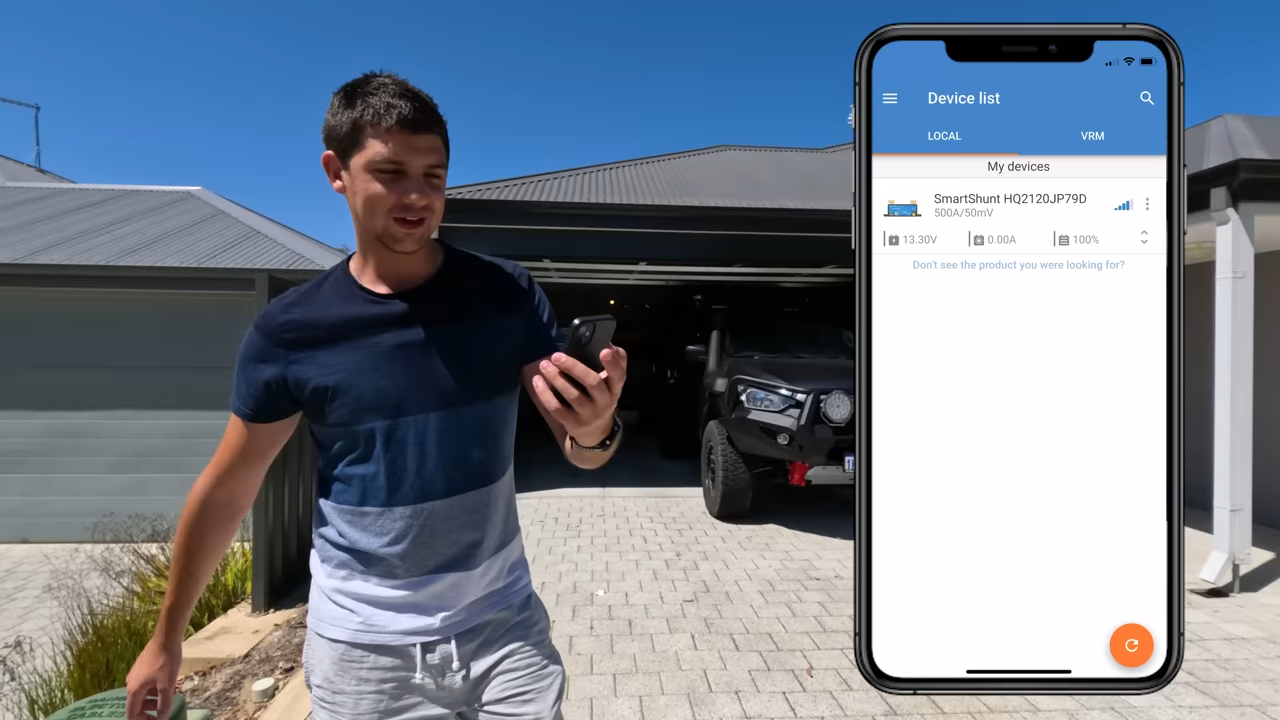 Device list
LOCAL VRM
My devices
SmartShunt HQ2120JP79D
500A/50mV
13.30V 0.00A 100%
Don't see the product you were looking for?